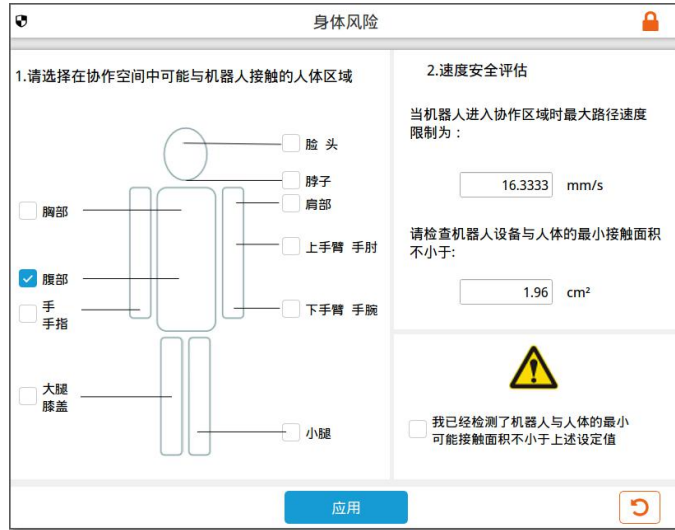 身体风险
1.请选择在协作空间中可能与机器人接触的人体区域
脸 头
脖子
肩部
胸部
上手臂 手肘
腹部
手
手指
下手臂 手腕
大腿
膝盖
小腿
2.速度安全评估
当机器人进入协作区域时最大路径速度
限制为：
16.3333 mm/s
请检查机器人设备与人体的最小接触面积
不小于:
1.96 cm²
我已经检测了机器人与人体的最小
可能接触面积不小于上述设定值
应用